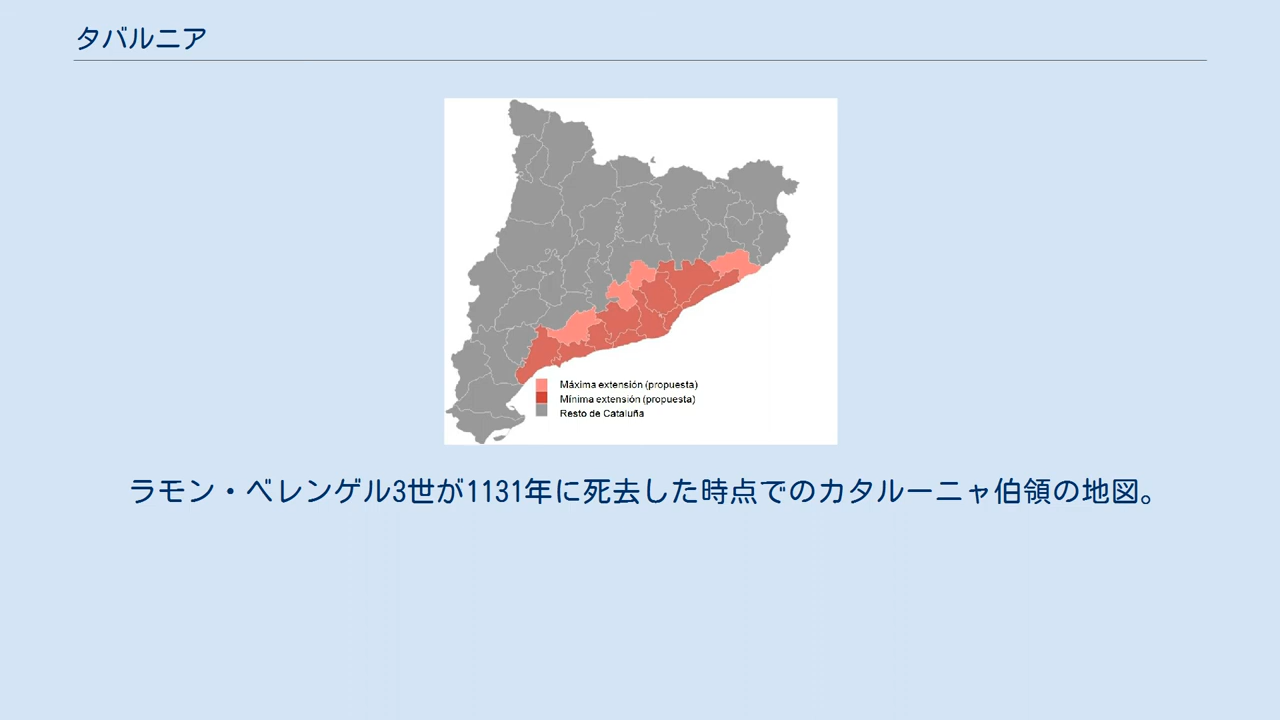 タバルニア
Máxima extensión (propuesta)
Mínima extensión (propuesta)
Resto de Cataluña
ラモン・ベレンゲル3世が1131年に死去した時点でのカタルーニャ伯領の地図。